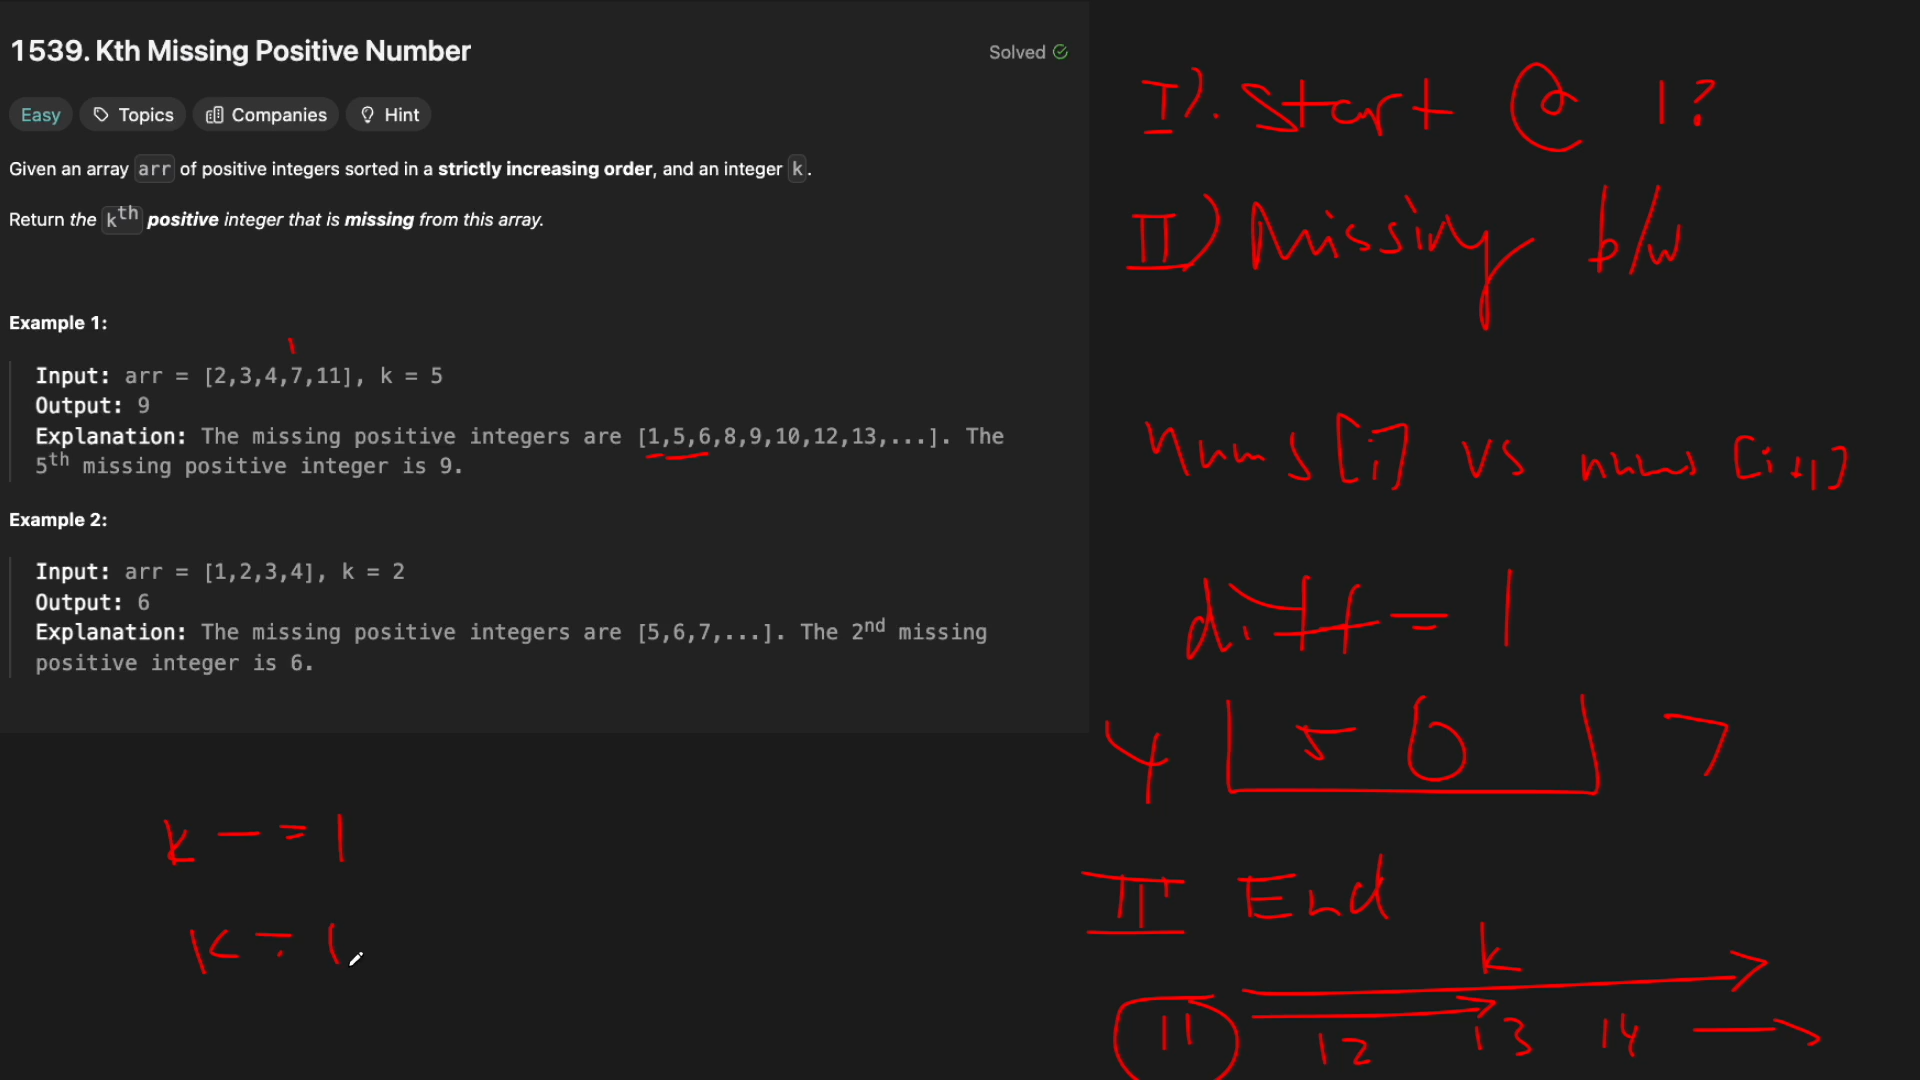 1539. Kth Missing Positive Number
Solved
Easy Topics Companies Hint
Given an array arr of positive integers sorted in a strictly increasing order, and an integer k.
Return the kth positive integer that is missing from this array.
Example 1:
Input: arr = [2,3,4,7,11], k = 5
Output: 9
Explanation: The missing positive integers are [1,5,6,8,9,10,12,13,...]. The
5th missing positive integer is 9.
Example 2:
Input: arr = [1,2,3,4], k = 2
Output: 6
Explanation: The missing positive integers are [5,6,7,...]. The 2nd missing
positive integer is 6.
k -= 1
k =
I). Start @ 1?
II) Missing b/w
nums[i] vs nums[i+1]
diff = 1
4 5 6 7
End
k
11 12 13 14